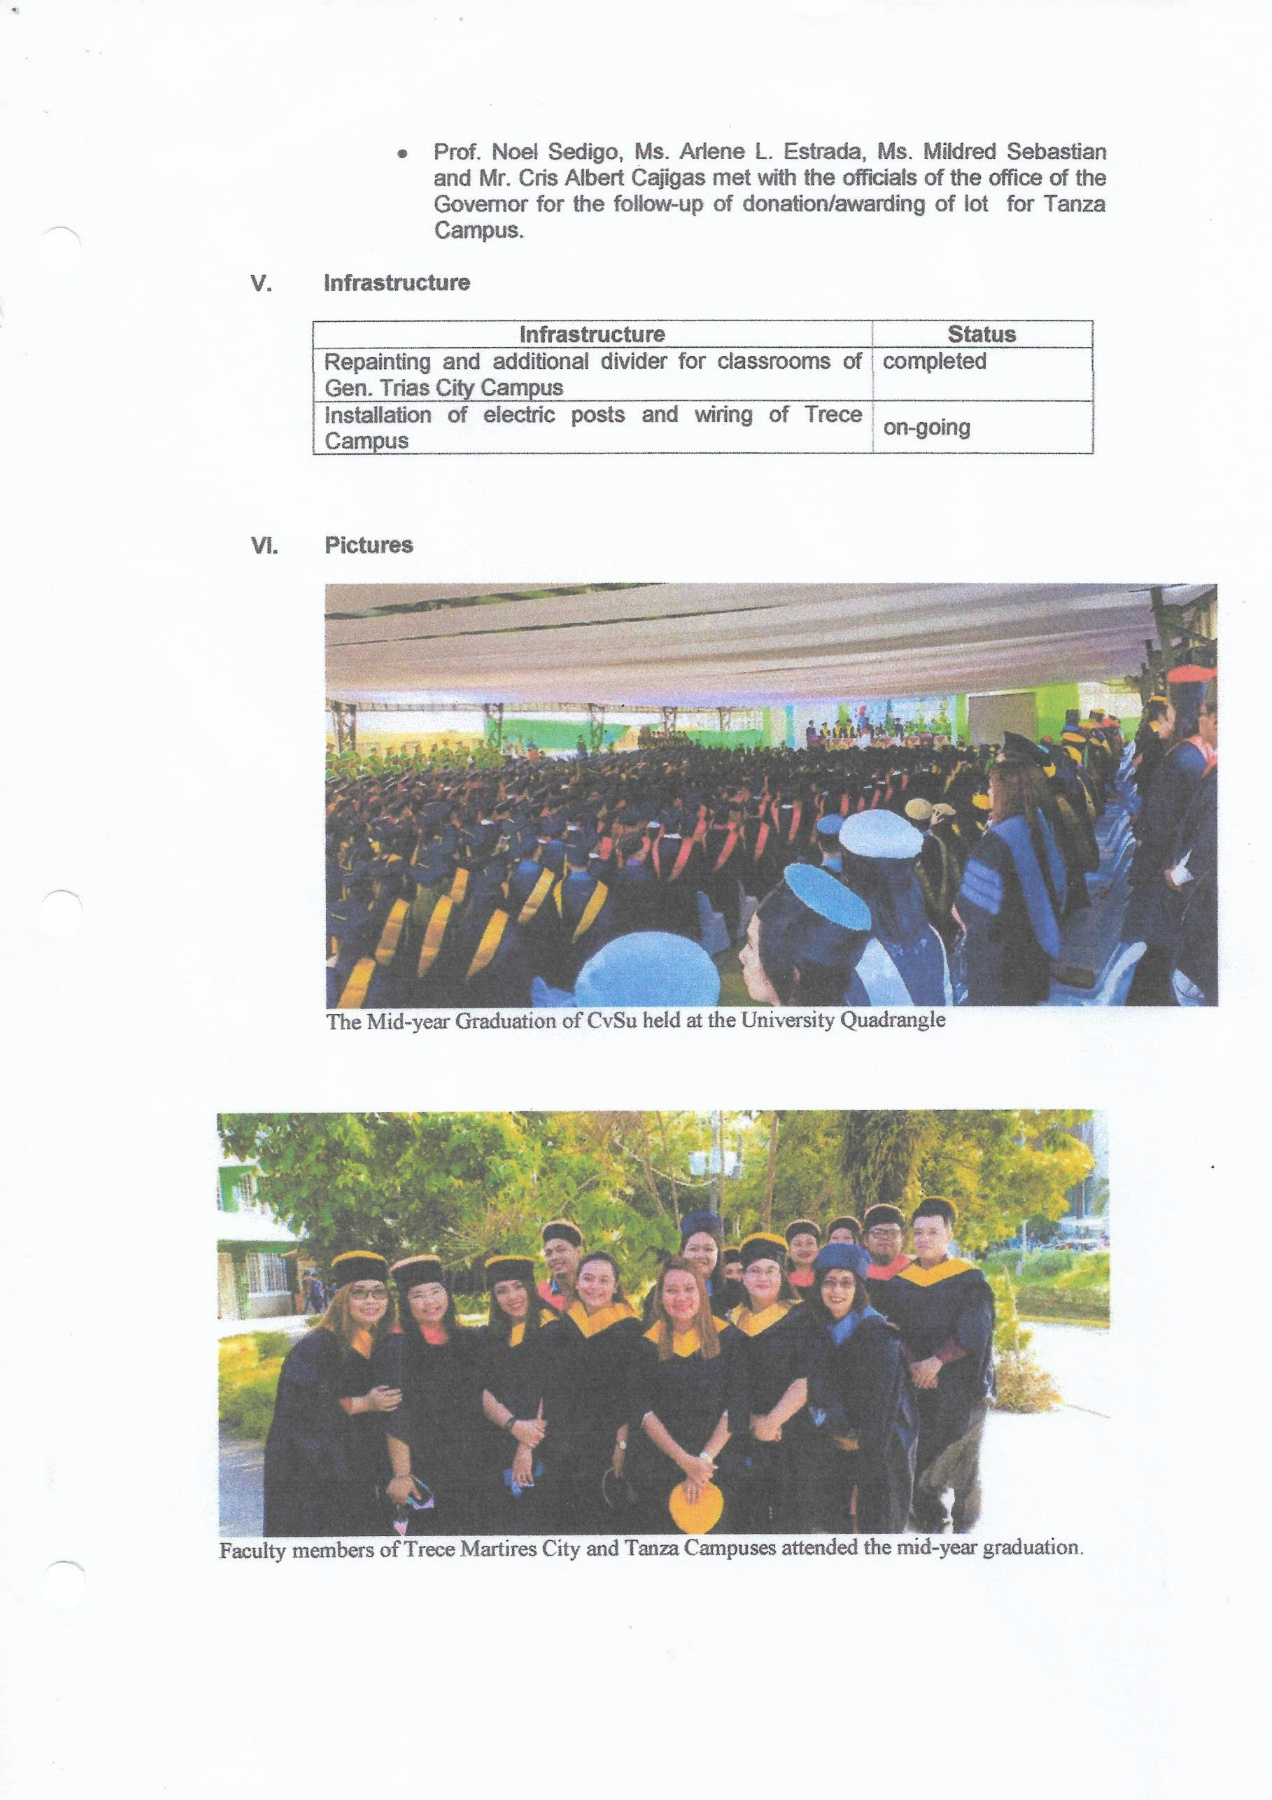 • Prof. Noel Sedigo, Ms. Arlene L. Estrada, Ms. Mildred Sebastian
and Mr. Cris Albert Cajigas met with the officials of the office of the
Governor for the follow-up of donation/awarding of lot for Tanza
Campus.
V. Infrastructure
Infrastructure Status
Repainting and additional divider for classrooms of completed
Gen. Trias City Campus
Installation of electric posts and wiring of Trece
Campus on-going
VI. Pictures
The Mid-year Graduation of CvSu held at the University Quadrangle
Faculty members of Trece Martires City and Tanza Campuses attended the mid-year graduation.